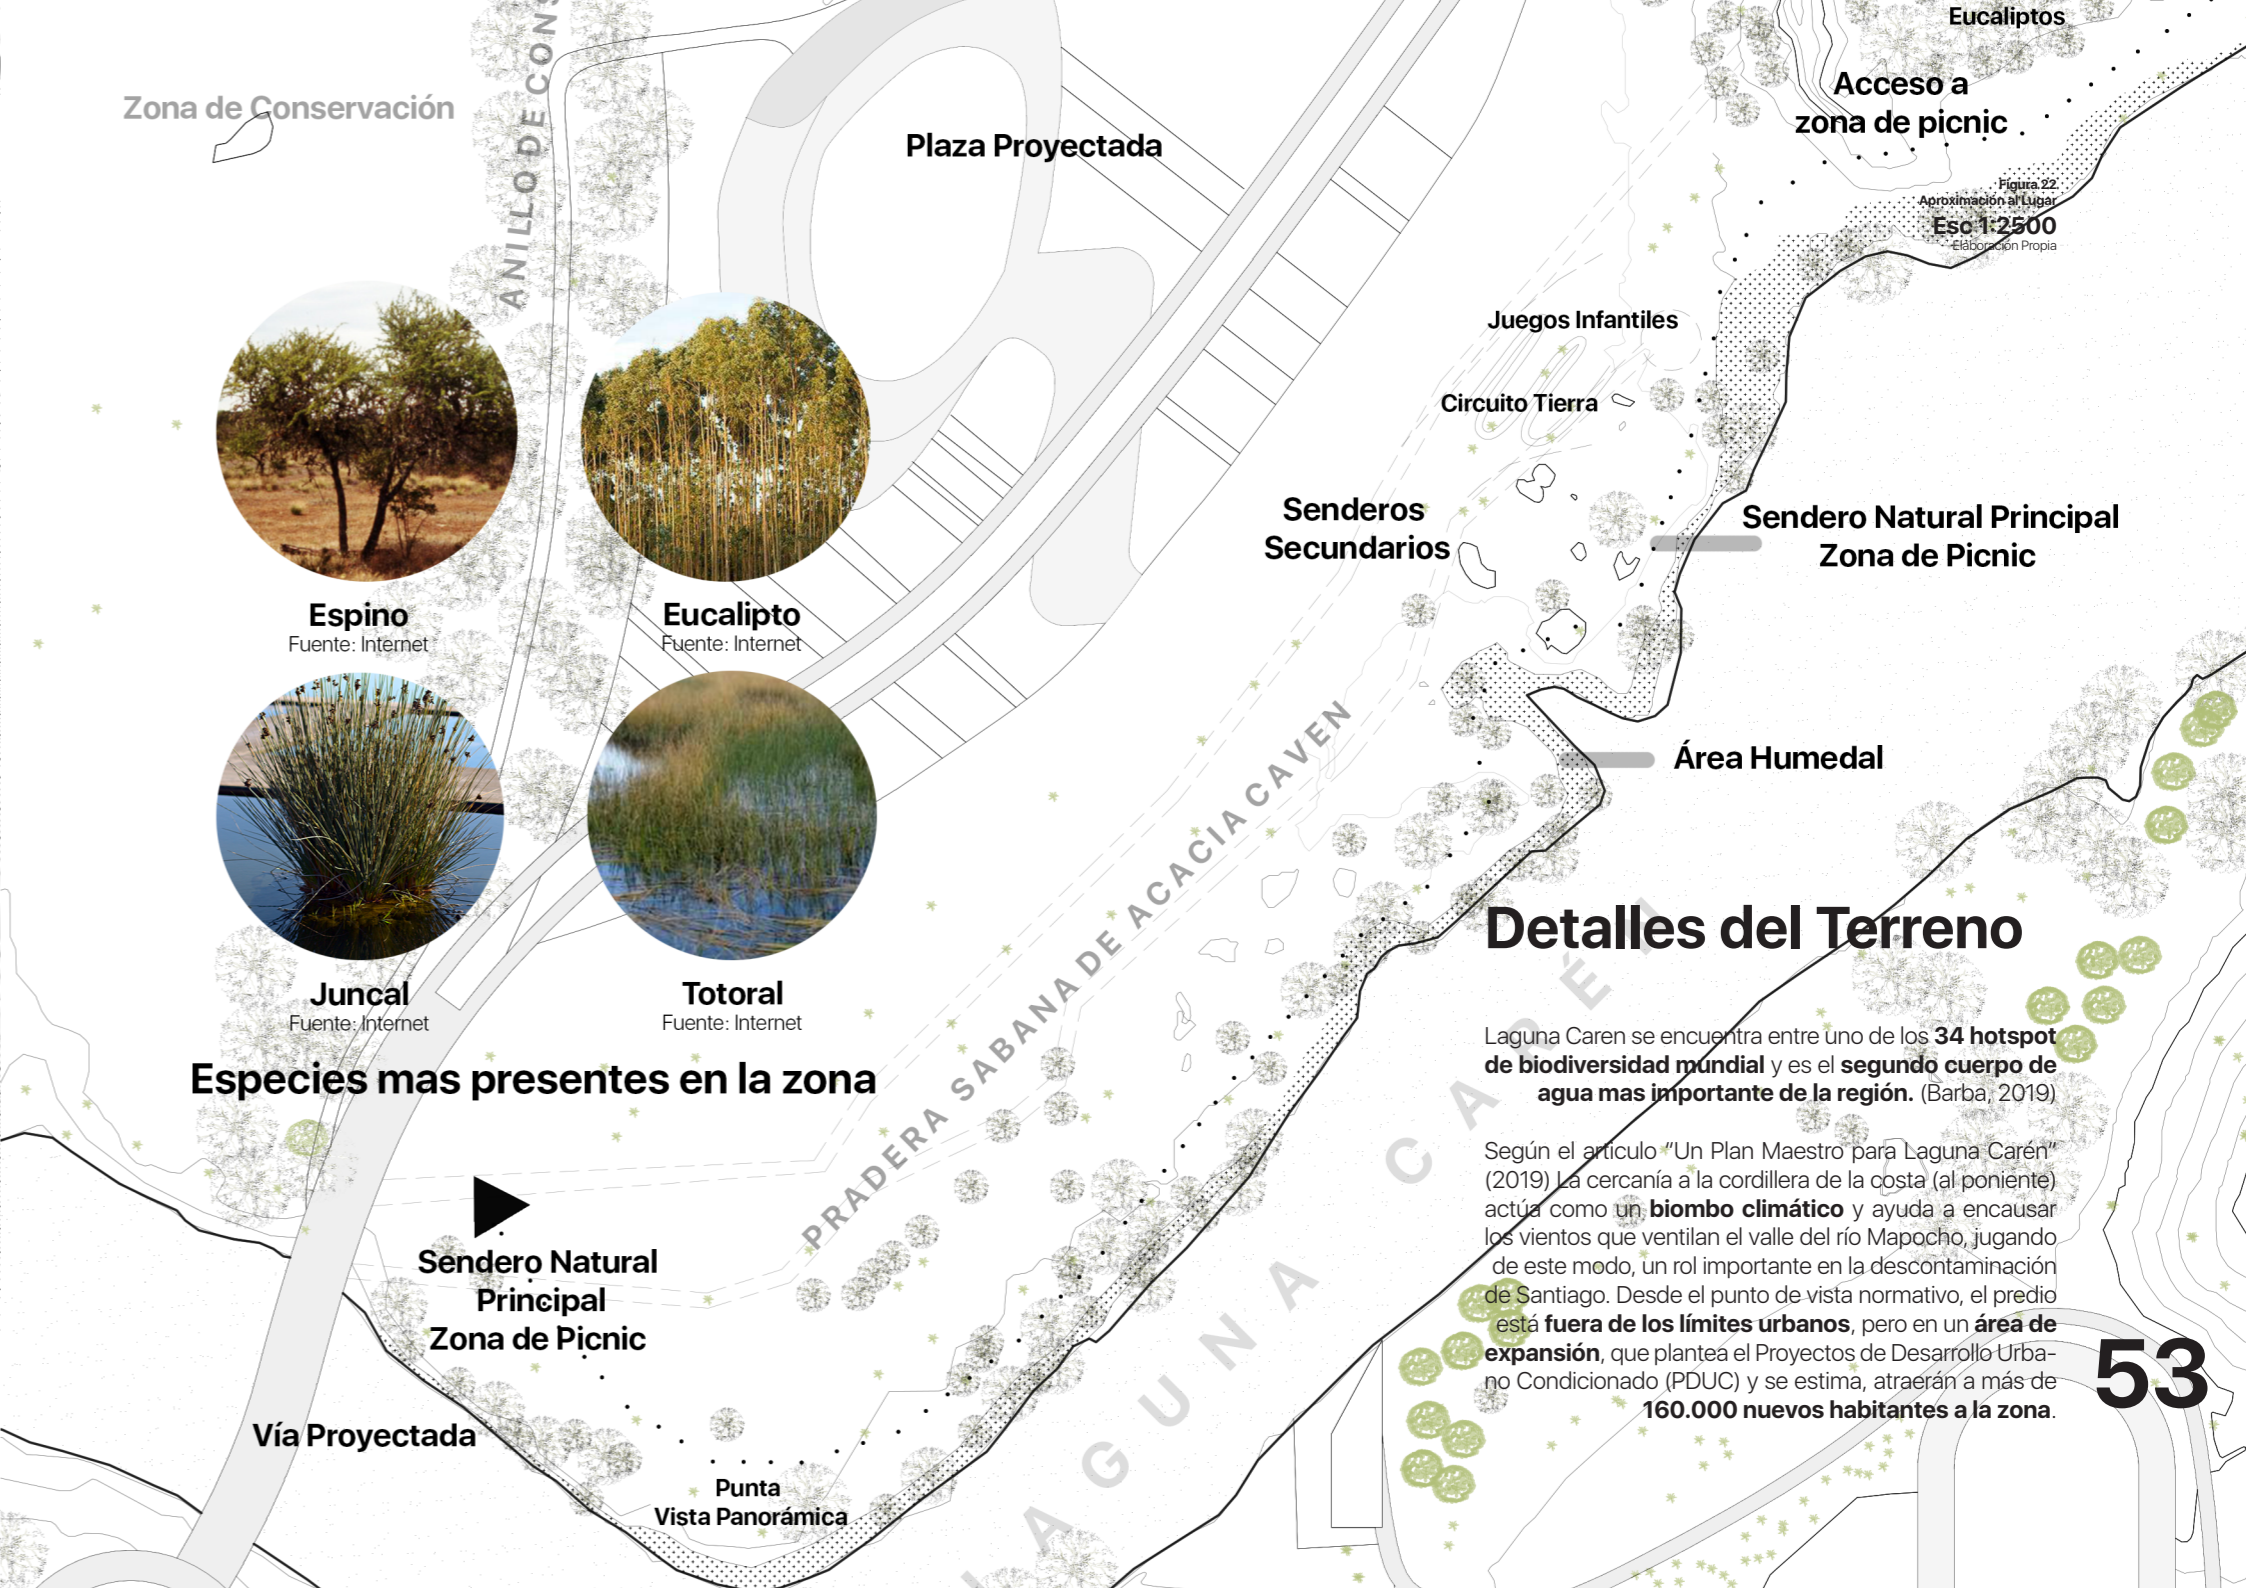 Eucaliptos
Acceso a
zona de picnic
Zona de Conservación
ANILLO DE CONS
Plaza Proyectada
Figura 22
Aproximación al Lugar
Esc 1:2500
Elaboración Propia
Juegos Infantiles
Circuito Tierra
Senderos
Secundarios
Sendero Natural Principal
Zona de Picnic
Espino
Fuente: Internet
Eucalipto
Fuente: Internet
Área Humedal
PRADERA SABANA DE ACACIA CAVEN
Juncal
Fuente: Internet
Totoral
Fuente: Internet
Especies mas presentes en la zona
LAGUNA CARÉN
Detalles del Terreno
Laguna Caren se encuentra entre uno de los 34 hotspot
de biodiversidad mundial y es el segundo cuerpo de
agua mas importante de la región. (Barba, 2019)
Según el articulo “Un Plan Maestro para Laguna Carén”
(2019) La cercanía a la cordillera de la costa (al poniente)
actúa como un biombo climático y ayuda a encausar
los vientos que ventilan el valle del río Mapocho, jugando
de este modo, un rol importante en la descontaminación
de Santiago. Desde el punto de vista normativo, el predio
está fuera de los límites urbanos, pero en un área de
expansión, que plantea el Proyectos de Desarrollo Urba-
no Condicionado (PDUC) y se estima, atraerán a más de
160.000 nuevos habitantes a la zona.
Sendero Natural
Principal
Zona de Picnic
Vía Proyectada
Punta
Vista Panorámica
53